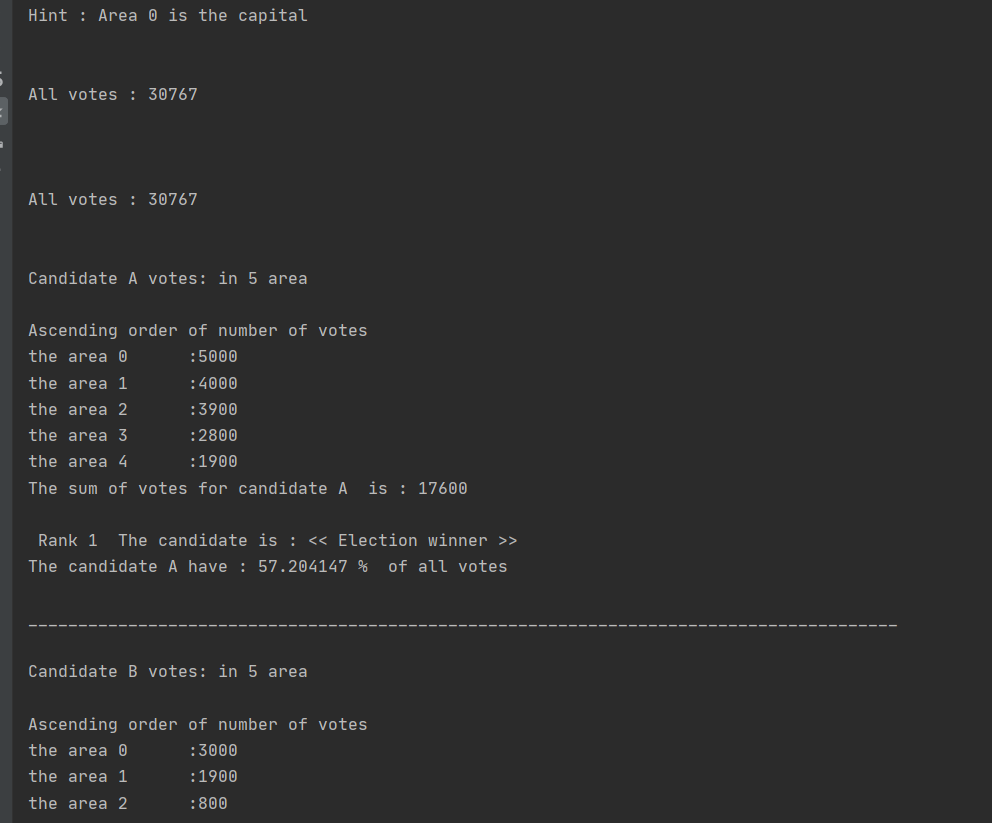 Hint : Area 0 is the capital
All votes : 30767
All votes : 30767
Candidate A votes: in 5 area
Ascending order of number of votes
the area 0      :5000
the area 1      :4000
the area 2      :3900
the area 3      :2800
the area 4      :1900
The sum of votes for candidate A  is : 17600
 Rank 1  The candidate is : << Election winner >>
The candidate A have : 57.204147 %  of all votes
_______________________________________________________________________________________
Candidate B votes: in 5 area
Ascending order of number of votes
the area 0      :3000
the area 1      :1900
the area 2      :800